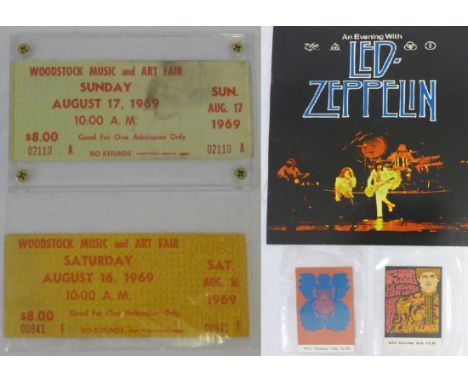 WOODSTOCK MUSIC and ART FAIR
SUNDAY
SUN.
AUGUST 17, 1969
AUG. 17
10:00 A. M.
1969
$8.00
Good For One Admission Only
02110 A
NO REFUNDS
02110 A
WOODSTOCK MUSIC and ART FAIR
SATURDAY
SAT.
AUGUST 16, 1969
AUG. 16
10:00 A. M.
1969
$8.00
Good For One Admission Only
00841 F
NO REFUNDS
00841 F
An Evening With
LED-
ZEPPELIN